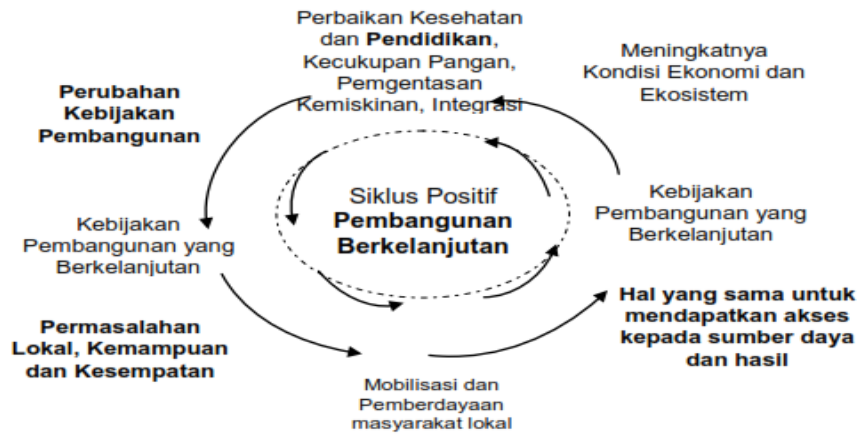 Perbaikan Kesehatan
dan Pendidikan,
Kecukupan Pangan,
Pemgentasan
Kemiskinan, Integrasi
Meningkatnya
Kondisi Ekonomi dan
Ekosistem
Perubahan
Kebijakan
Pembangunan
Siklus Positif
Pembangunan
Berkelanjutan
Kebijakan
Pembangunan yang
Berkelanjutan
Kebijakan
Pembangunan yang
Berkelanjutan
Permasalahan
Lokal, Kemampuan
dan Kesempatan
Hal yang sama untuk
mendapatkan akses
kepada sumber daya
dan hasil
Mobilisasi dan
Pemberdayaan
masyarakat lokal